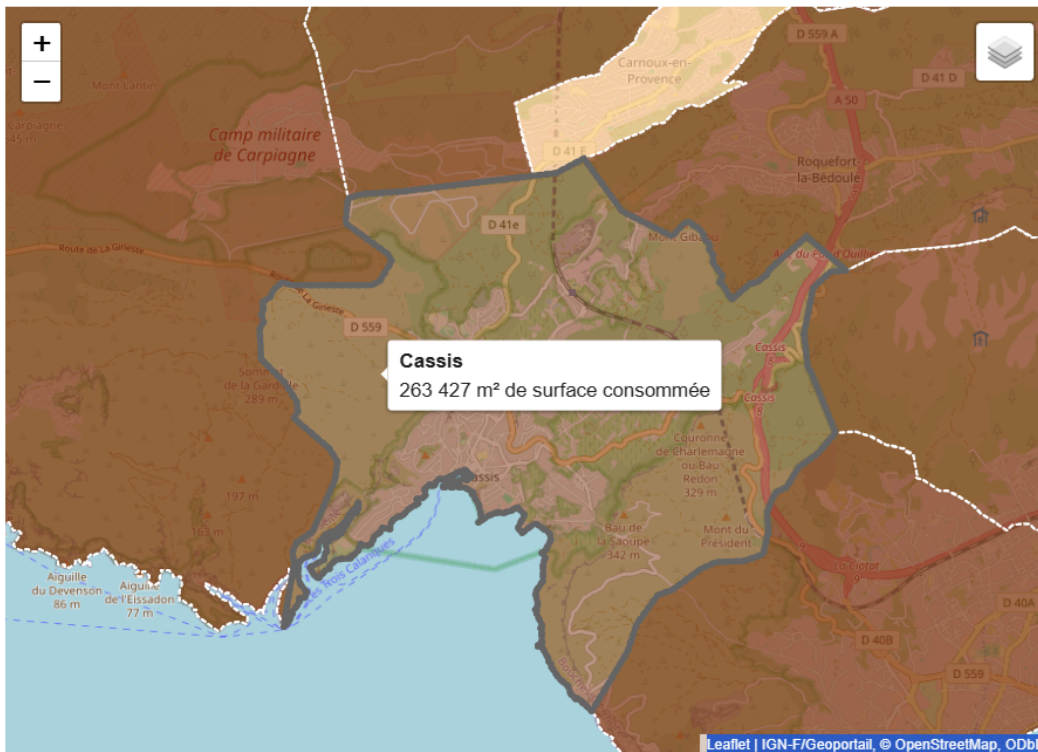 +
−
D 559 A
Mont Lantin
Carnoux-en-
Provence
D 41 D
A 50
Carpiagne
45 m
Camp militaire
de Carpiagne
D 41 E
Roquefort-
la-Bédoule
D 41e
Mont Gibaou
Route de La Gineste
D 559
Cassis
263 427 m² de surface consommée
Cassis
8
Cassis
8
Sommet
de la Gardiole
289 m
Couronne
de Charlemagne
ou Bau
Redon
329 m
197 m
163 m
Cassis
Bau de
la Saoupe
342 m
Mont du
Président
Les Trois Calanques
La Ciotat
9
Aiguille
du Devenson
86 m
Aiguille
de l'Eissadon
77 m
D 40A
D 40B
D 559
Leaflet | IGN-F/Geoportail, © OpenStreetMap, ODbl